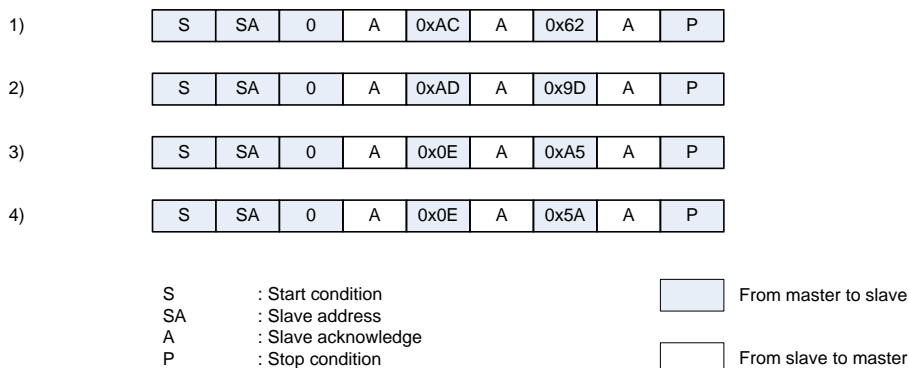 1) S SA 0 A 0xAC A 0x62 A P
2) S SA 0 A 0xAD A 0x9D A P
3) S SA 0 A 0x0E A 0xA5 A P
4) S SA 0 A 0x0E A 0x5A A P
S : Start condition
SA : Slave address
A : Slave acknowledge
P : Stop condition
From master to slave
From slave to master